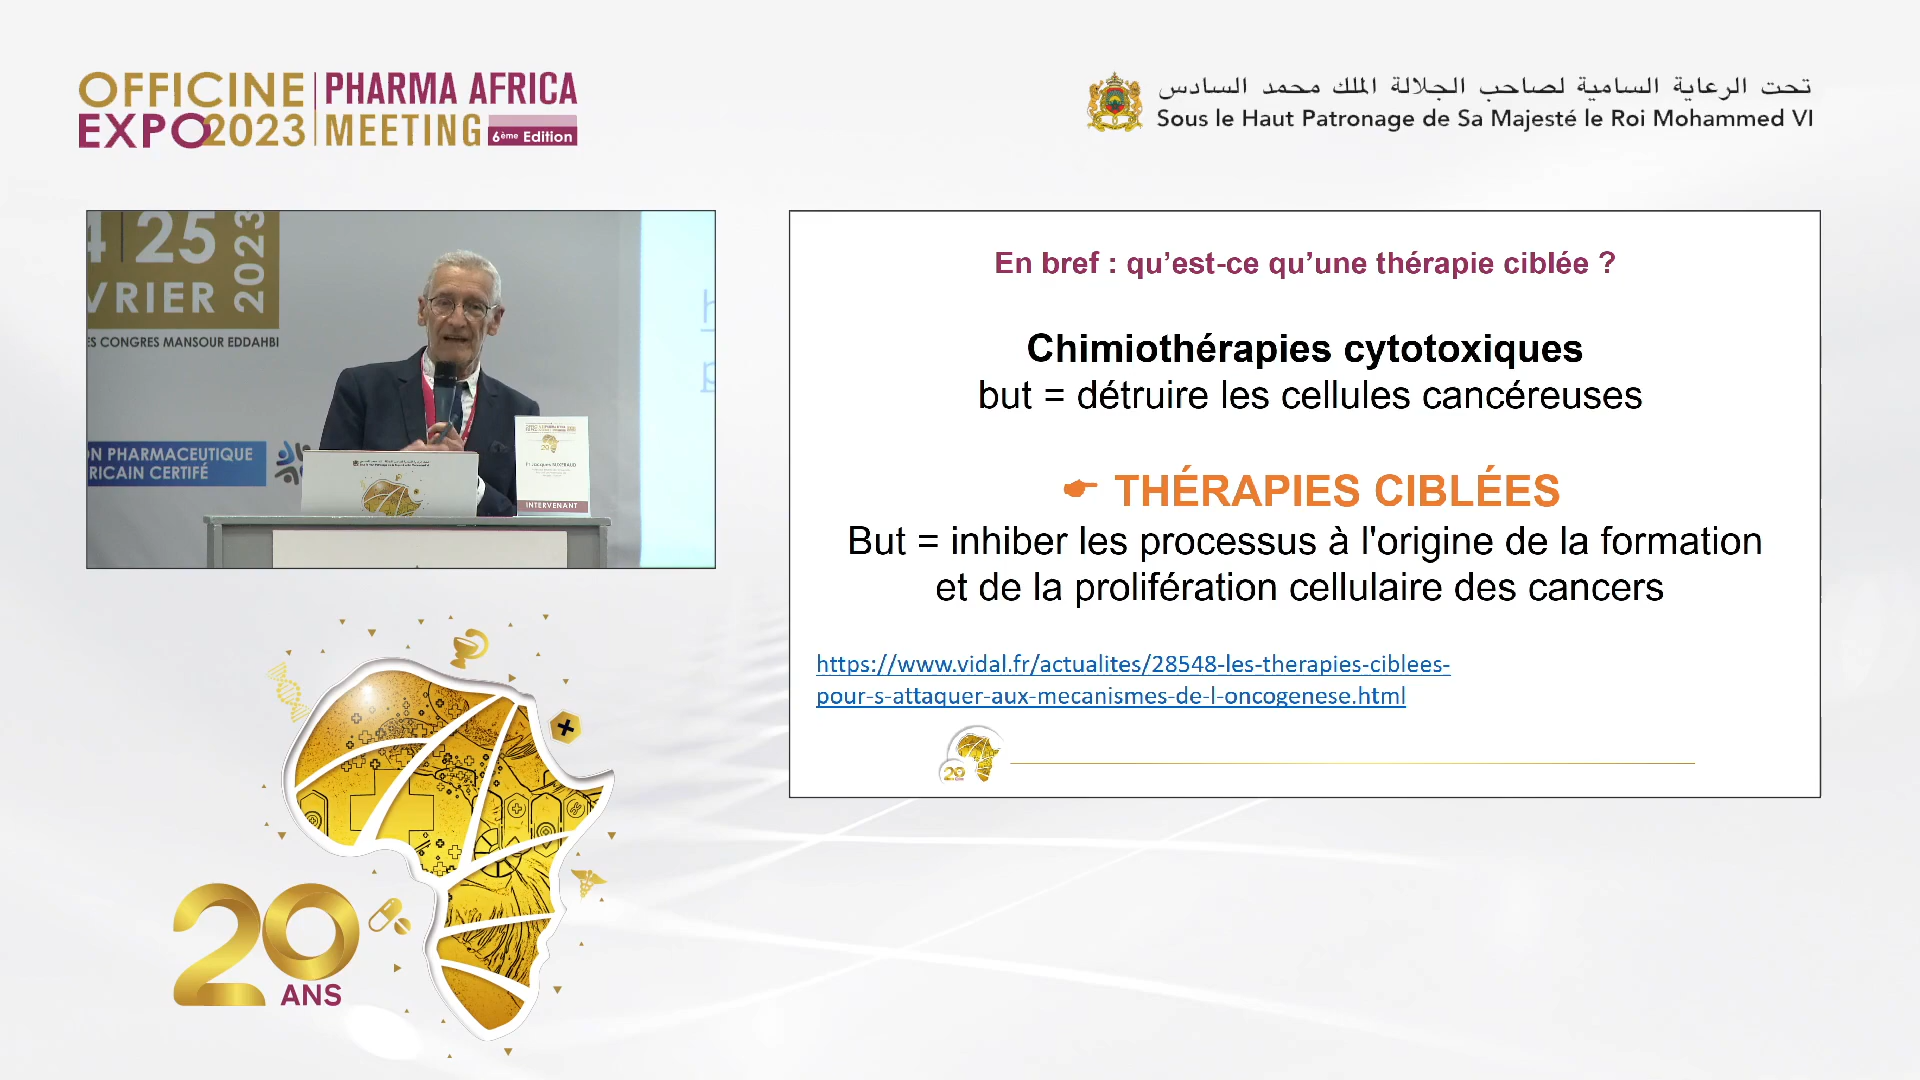 OFFICINE
EXPO2023
PHARMA AFRICA
MEETING 6ème Edition
تحت الرعاية السامية لصاحب الجلالة الملك محمد السادس
Sous le Haut Patronage de Sa Majesté le Roi Mohammed VI
4 | 25
VRIER
2023
ES CONGRES MANSOUR EDDAHBI
ON PHARMACEUTIQUE
RICAIN CERTIFÉ
INTERVENANT
En bref : qu’est-ce qu’une thérapie ciblée ?
Chimiothérapies cytotoxiques
but = détruire les cellules cancéreuses
☛ THÉRAPIES CIBLÉES
But = inhiber les processus à l'origine de la formation
et de la prolifération cellulaire des cancers
https://www.vidal.fr/actualites/28548-les-therapies-ciblees-
pour-s-attaquer-aux-mecanismes-de-l-oncogenese.html
20
20
ANS